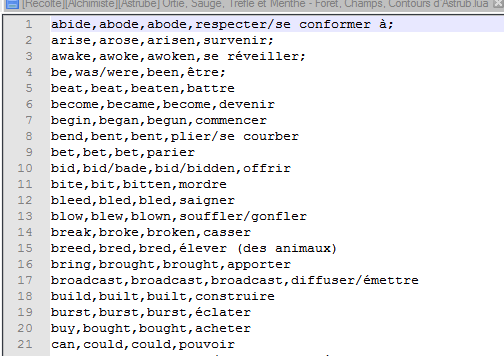 [Récolte][Alchimiste][Astrube] Ortie, Sauge, Trèfle et Menthe - Forêt, Champs, Contours d'Astrub.lua
1 abide,abode,abode,respecter/se conformer à;
2 arise,arose,arisen,survenir;
3 awake,awoke,awoken,se réveiller;
4 be,was/were,been,être;
5 beat,beat,beaten,battre
6 become,became,become,devenir
7 begin,began,begun,commencer
8 bend,bent,bent,plier/se courber
9 bet,bet,bet,parier
10 bid,bid/bade,bid/bidden,offrir
11 bite,bit,bitten,mordre
12 bleed,bled,bled,saigner
13 blow,blew,blown,souffler/gonfler
14 break,broke,broken,casser
15 breed,bred,bred,élever (des animaux)
16 bring,brought,brought,apporter
17 broadcast,broadcast,broadcast,diffuser/émettre
18 build,built,built,construire
19 burst,burst,burst,éclater
20 buy,bought,bought,acheter
21 can,could,could,pouvoir